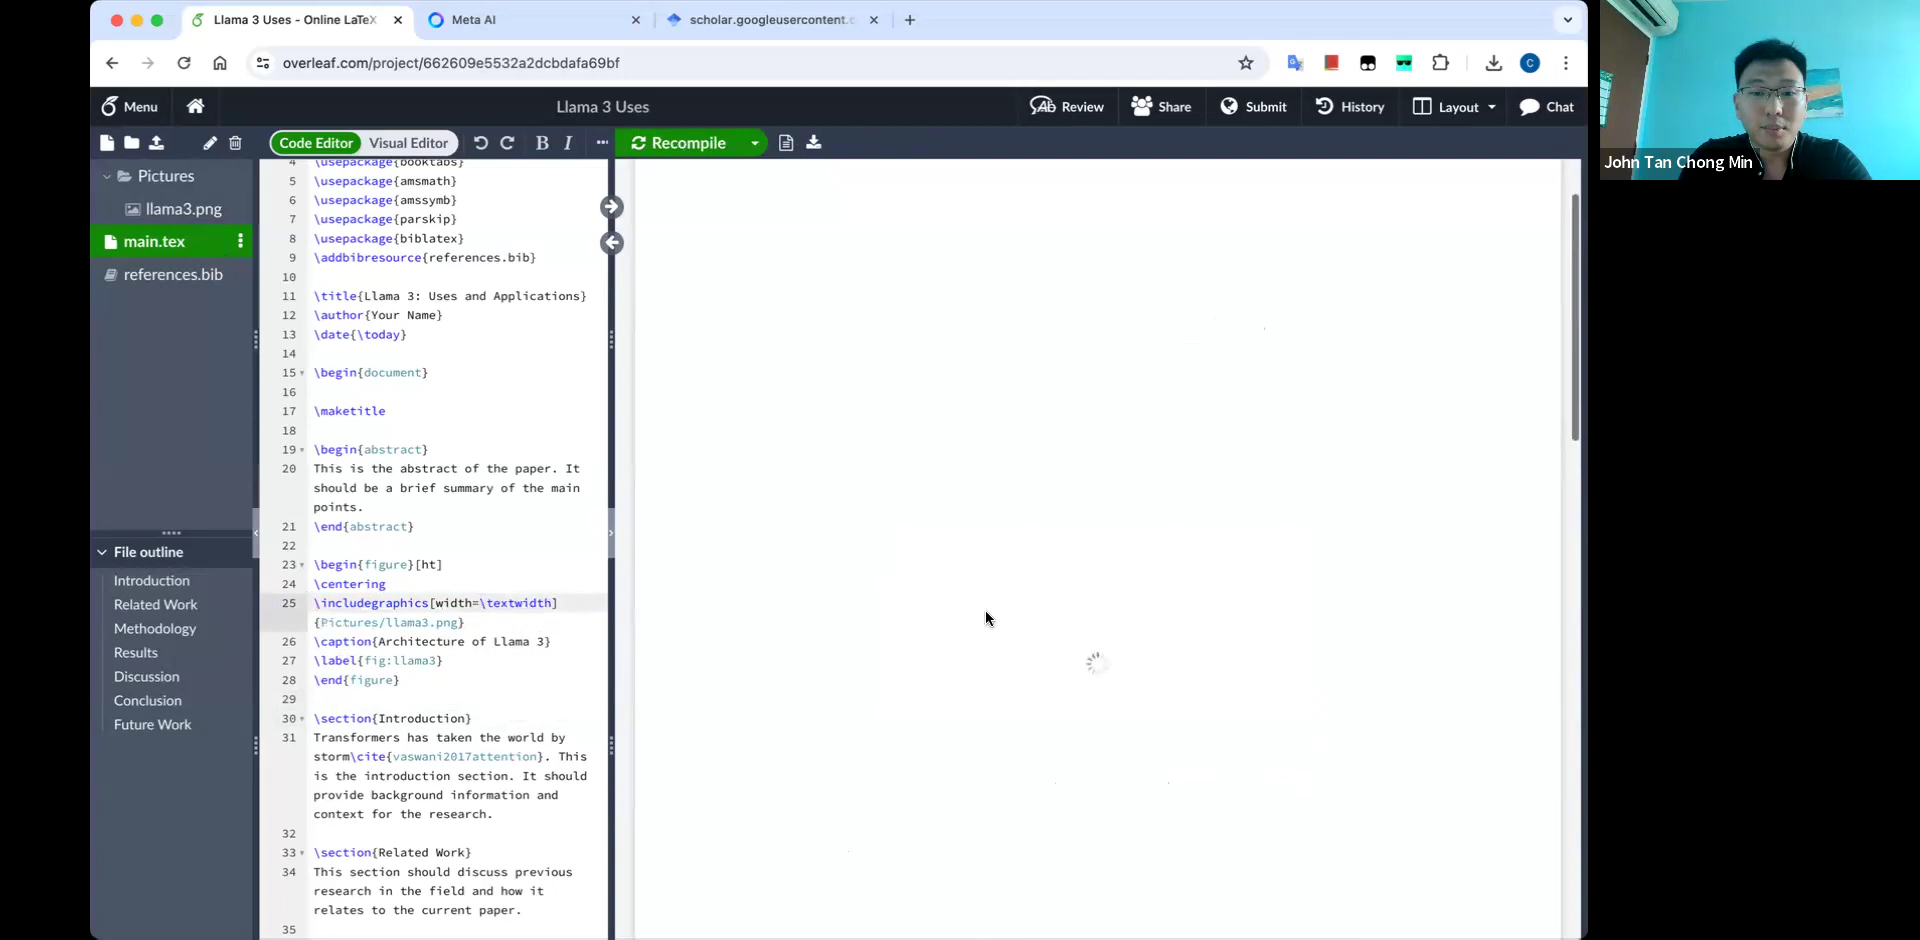 Llama 3 Uses - Online LaTeX
Meta AI
scholar.googleusercontent.c
overleaf.com/project/662609e5532a2dcbdafa69bf
C
John Tan Chong Min
Menu
Llama 3 Uses
Review
Share
Submit
History
Layout
Chat
Code Editor
Visual Editor
B
I
Recompile
Pictures
llama3.png
main.tex
references.bib
File outline
Introduction
Related Work
Methodology
Results
Discussion
Conclusion
Future Work
4 \usepackage{booktabs}
5 \usepackage{amsmath}
6 \usepackage{amssymb}
7 \usepackage{parskip}
8 \usepackage{biblatex}
9 \addbibresource{references.bib}
10
11 \title{Llama 3: Uses and Applications}
12 \author{Your Name}
13 \date{\today}
14
15 \begin{document}
16
17 \maketitle
18
19 \begin{abstract}
20 This is the abstract of the paper. It
should be a brief summary of the main
points.
21 \end{abstract}
22
23 \begin{figure}[ht]
24 \centering
25 \includegraphics[width=\textwidth]
{Pictures/llama3.png}
26 \caption{Architecture of Llama 3}
27 \label{fig:llama3}
28 \end{figure}
29
30 \section{Introduction}
31 Transformers has taken the world by
storm\cite{vaswani2017attention}. This
is the introduction section. It should
provide background information and
context for the research.
32
33 \section{Related Work}
34 This section should discuss previous
research in the field and how it
relates to the current paper.
35